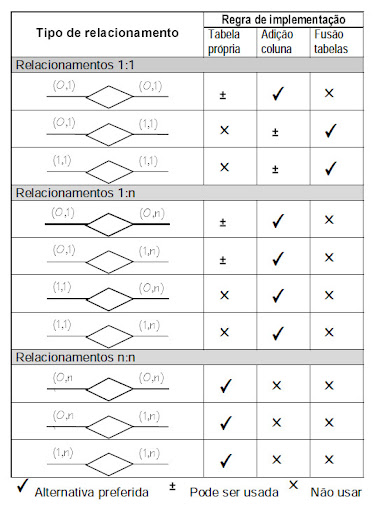 Tipo de relacionamento Regra de implementação
Tabela própria Adição coluna Fusão tabelas
Relacionamentos 1:1
(0,1) (0,1) ± ✓ ×
(0,1) (1,1) × ± ✓
(1,1) (1,1) × ± ✓
Relacionamentos 1:n
(0,1) (0,n) ± ✓ ×
(0,1) (1,n) ± ✓ ×
(1,1) (0,n) × ✓ ×
(1,1) (1,n) × ✓ ×
Relacionamentos n:n
(0,n (0,n) ✓ × ×
(0,n (1,n) ✓ × ×
(1,n) (1,n) ✓ × ×
✓ Alternativa preferida ± Pode ser usada × Não usar